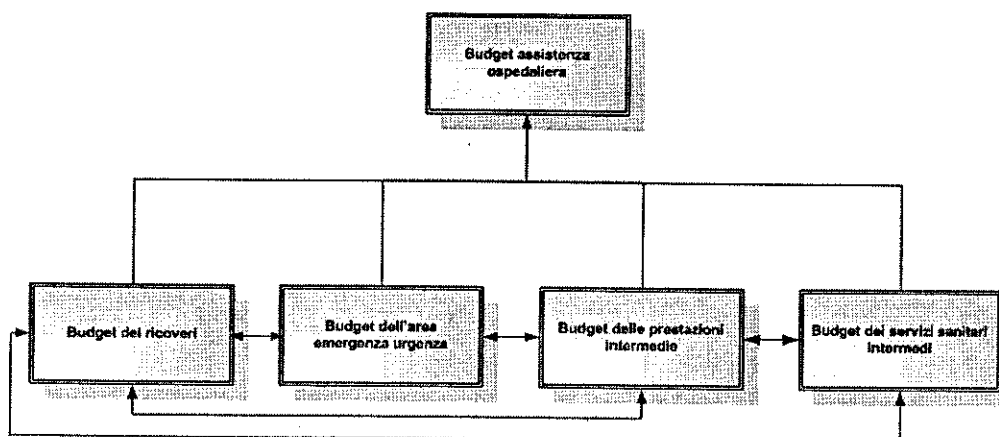 Budget assistenza
ospedaliera
Budget dei ricoveri
Budget dell'area
emergenza urgenza
Budget delle prestazioni
intermedie
Budget dei servizi sanitari
intermedi